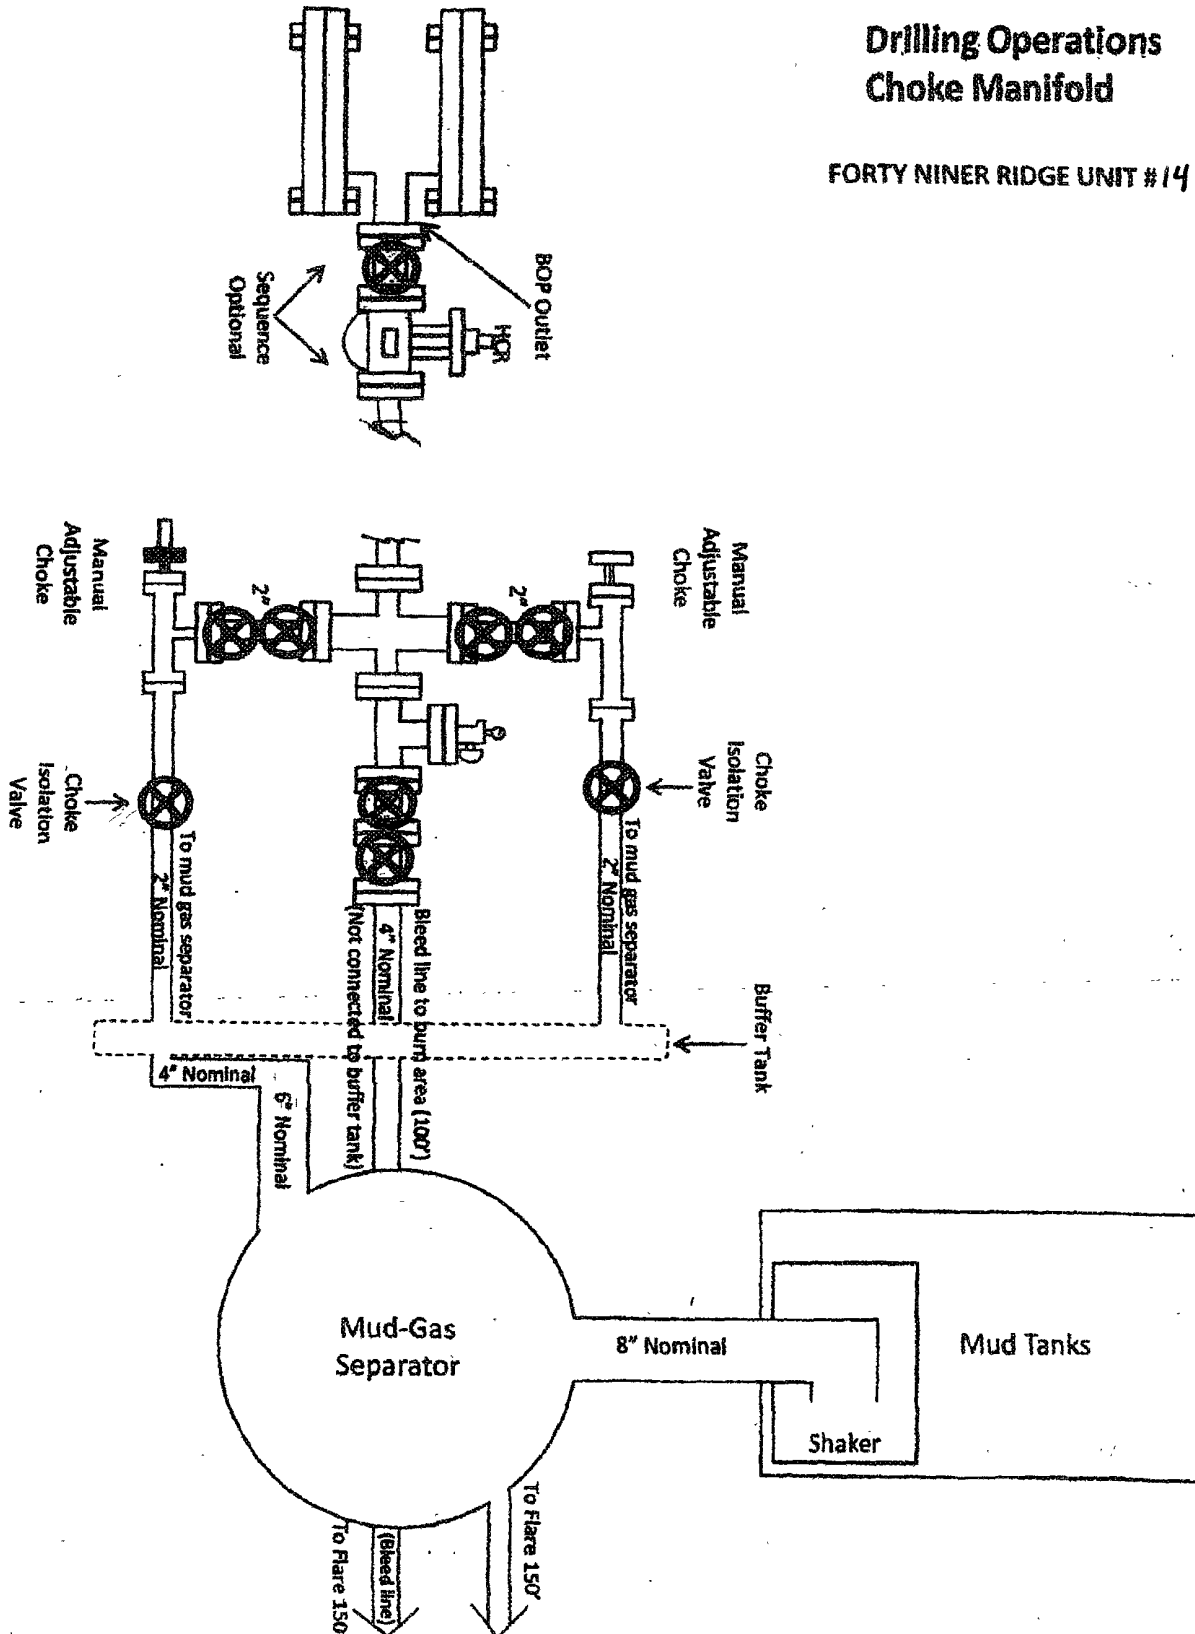 Drilling Operations
Choke Manifold
FORTY NINER RIDGE UNIT #14
BOP Outlet
HCR
Sequence
Optional
Manual
Adjustable
Choke
Manual
Adjustable
Choke
2"
2"
Choke
Isolation
Valve
Choke
Isolation
Valve
To mud gas separator
2" Nominal
Bleed line to burn area (100')
4" Nominal
(Not connected to buffer tank)
To mud gas separator
2" Nominal
Buffer Tank
4" Nominal
6" Nominal
Mud-Gas
Separator
8" Nominal
Mud Tanks
Shaker
To Flare 150'
(Bleed line)
To Flare 150